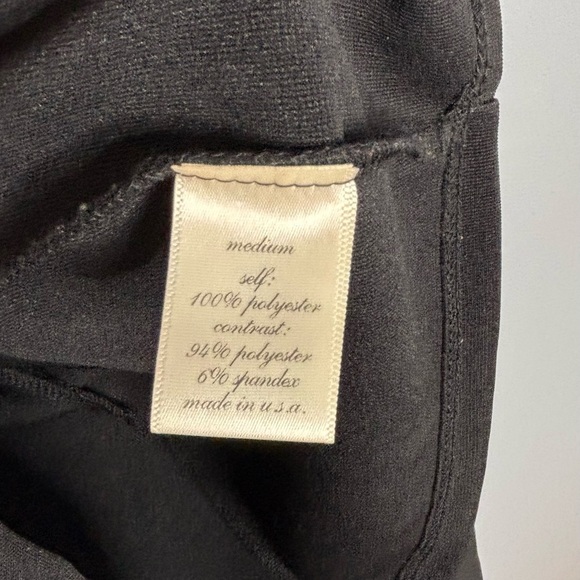 medium
self:
100% polyester
contrast:
94% polyester
6% spandex
made in u.s.a.